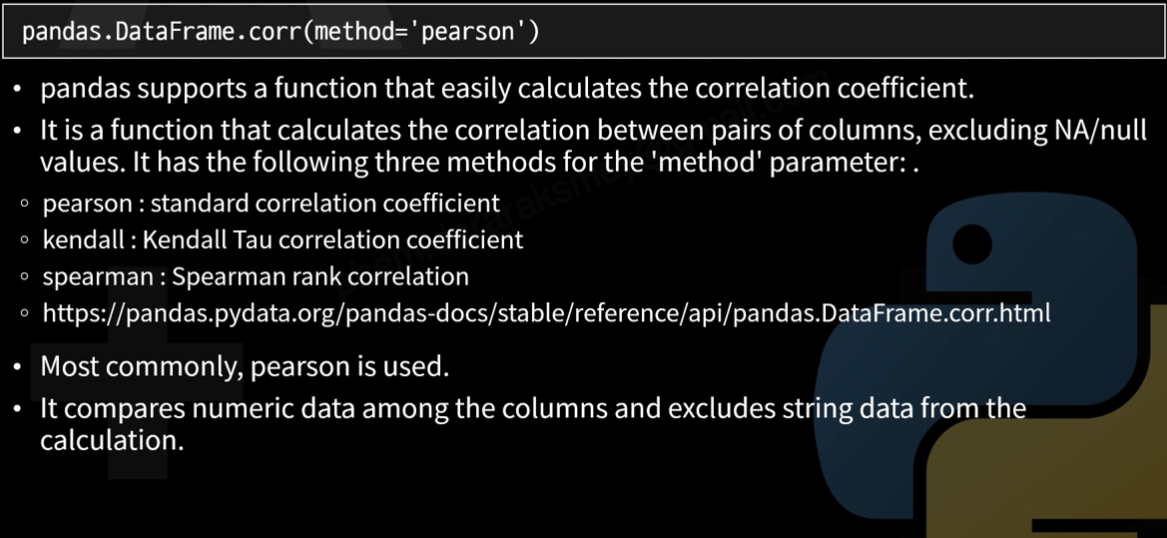 pandas.DataFrame.corr(method='pearson')
• pandas supports a function that easily calculates the correlation coefficient.
• It is a function that calculates the correlation between pairs of columns, excluding NA/null
values. It has the following three methods for the 'method' parameter: .
◦ pearson : standard correlation coefficient
◦ kendall : Kendall Tau correlation coefficient
◦ spearman : Spearman rank correlation
◦ https://pandas.pydata.org/pandas-docs/stable/reference/api/pandas.DataFrame.corr.html
• Most commonly, pearson is used.
• It compares numeric data among the columns and excludes string data from the
calculation.